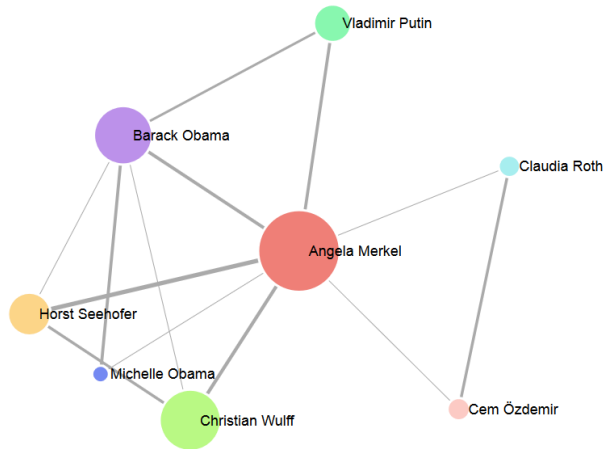 Vladimir Putin
Barack Obama
Claudia Roth
Angela Merkel
Horst Seehofer
Michelle Obama
Cem Özdemir
Christian Wulff